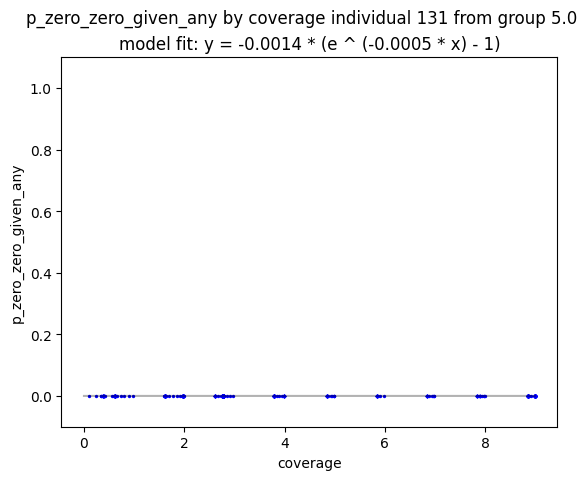 p_zero_zero_given_any by coverage individual 131 from group 5.0
model fit: y = -0.0014 * (e ^ (-0.0005 * x) - 1)
1.0
0.8
0.6
0.4
0.2
0.0
p_zero_zero_given_any
0 2 4 6 8
coverage